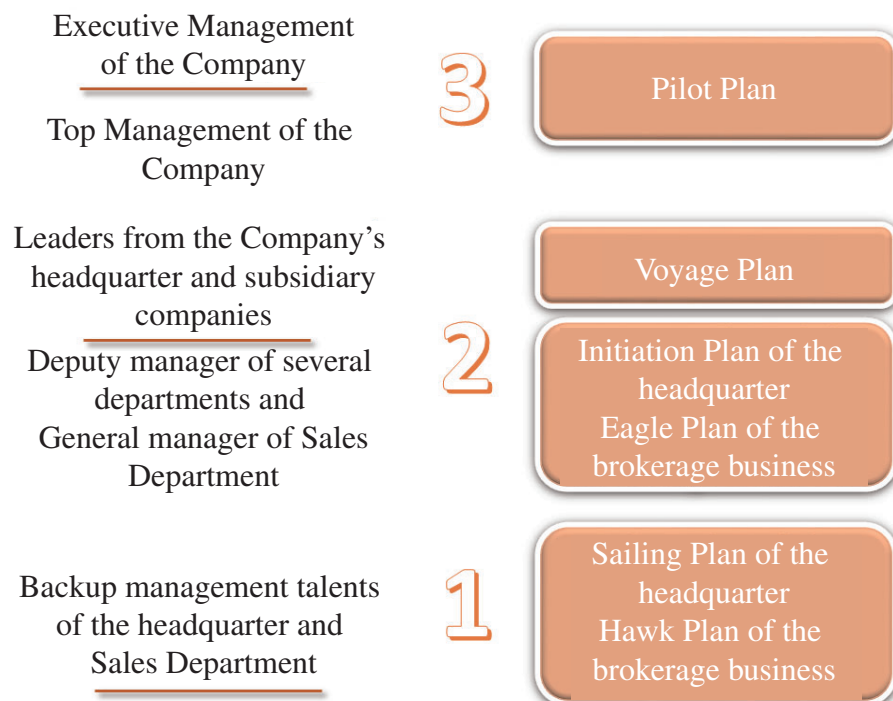 Executive Management
of the Company
Top Management of the
Company
3
Pilot Plan
Leaders from the Company's
headquarter and subsidiary
companies
Deputy manager of several
departments and
General manager of Sales
Department
2
Voyage Plan
Initiation Plan of the
headquarter
Eagle Plan of the
brokerage business
Backup management talents
of the headquarter and
Sales Department
1
Sailing Plan of the
headquarter
Hawk Plan of the
brokerage business